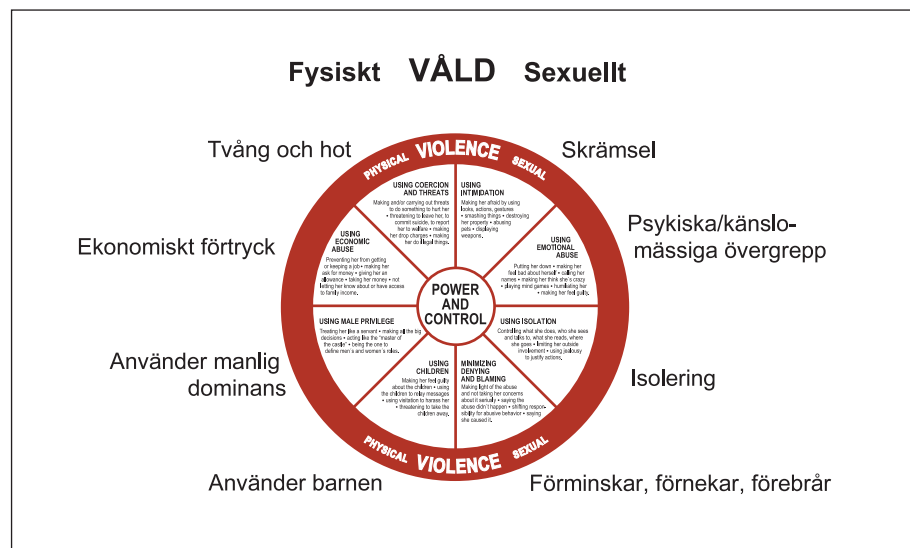 Fysiskt VÅLD Sexuellt
Tvång och hot
Skrämsel
Ekonomiskt förtryck
Psykiska/känslo-
mässiga övergrepp
Använder manlig
dominans
Isolering
Använder barnen
Förminskar, förnekar, förebrår
PHYSICAL VIOLENCE SEXUAL
USING COERCION
AND THREATS
Making and/or carrying out threats
to do something to hurt her
• threatening to leave her, to
commit suicide, to report
her to welfare • making
her drop charges • making
her do illegal things.
USING
INTIMIDATION
Making her afraid by using
looks, actions, gestures
• smashing things • destroying
her property • abusing
pets • displaying
weapons.
USING
ECONOMIC
ABUSE
Preventing her from getting
or keeping a job • making her
ask for money • giving her an
allowance • taking her money • not
letting her know about or have access
to family income.
USING
EMOTIONAL
ABUSE
Putting her down • making her
feel bad about herself • calling her
names • making her think she's crazy
• playing mind games • humiliating her
• making her feel guilty.
POWER
AND
CONTROL
USING MALE PRIVILEGE
Treating her like a servent • making all the big
decisions • acting like the "master of
the castle" • being the one to
define men's and women's roles.
USING ISOLATION
Controlling what she does, who she sees
and talks to, what she reads, where
she goes • limiting her outside
involvement • using jealousy
to justify actions.
USING
CHILDREN
Making her feel guilty
about the children • using
the children to relay messages
• using visitation to harass her
• threatening to take the
children away.
MINIMIZING
DENYING
AND BLAMING
Making light of the abuse
and not taking her concerns
about it seriously • saying the
abuse didn't happen • shifting respon-
sibility for abusive behavior • saying
she caused it.
PHYSICAL VIOLENCE SEXUAL